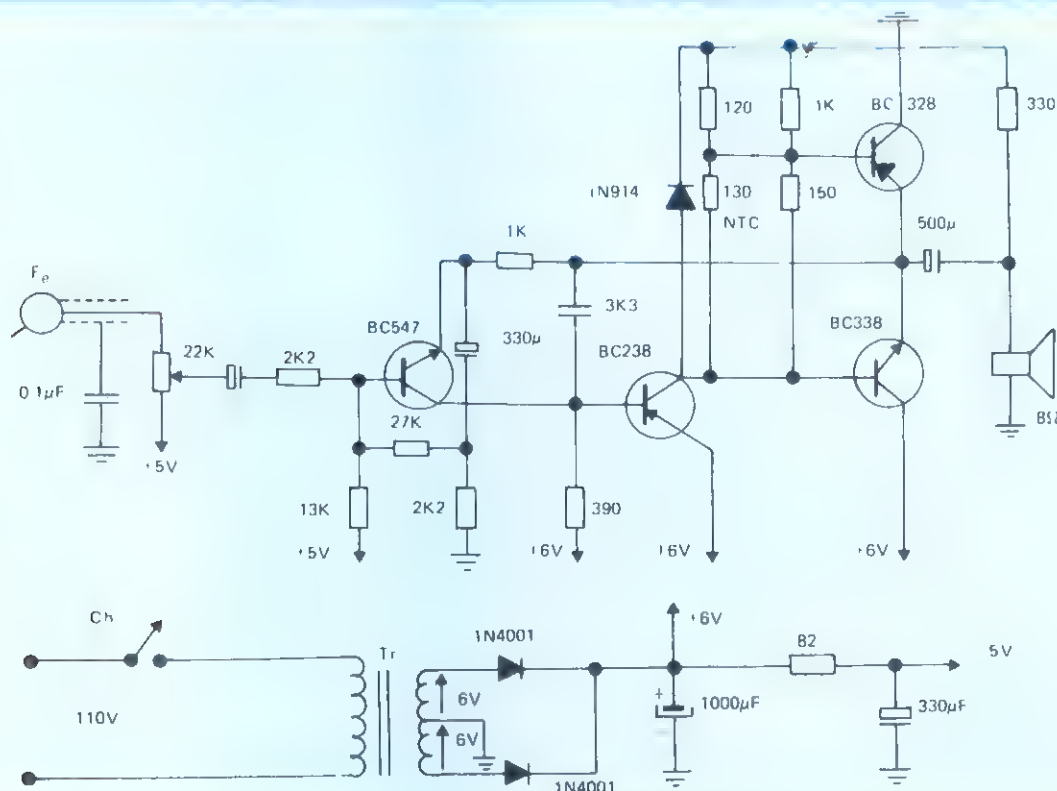 120
1K
BC 328
330
1N914
130
NTC
150
500µ
1K
Fe
3K3
BC547
330µ
BC238
BC338
22K
2K2
0.1µF
27K
8Ω
+5V
13K
2K2
390
+5V
+6V
+6V
+6V
Ch
+6V
1N4001
Tr
82
5V
6V
110V
+
1000µF
330µF
6V
1N4001